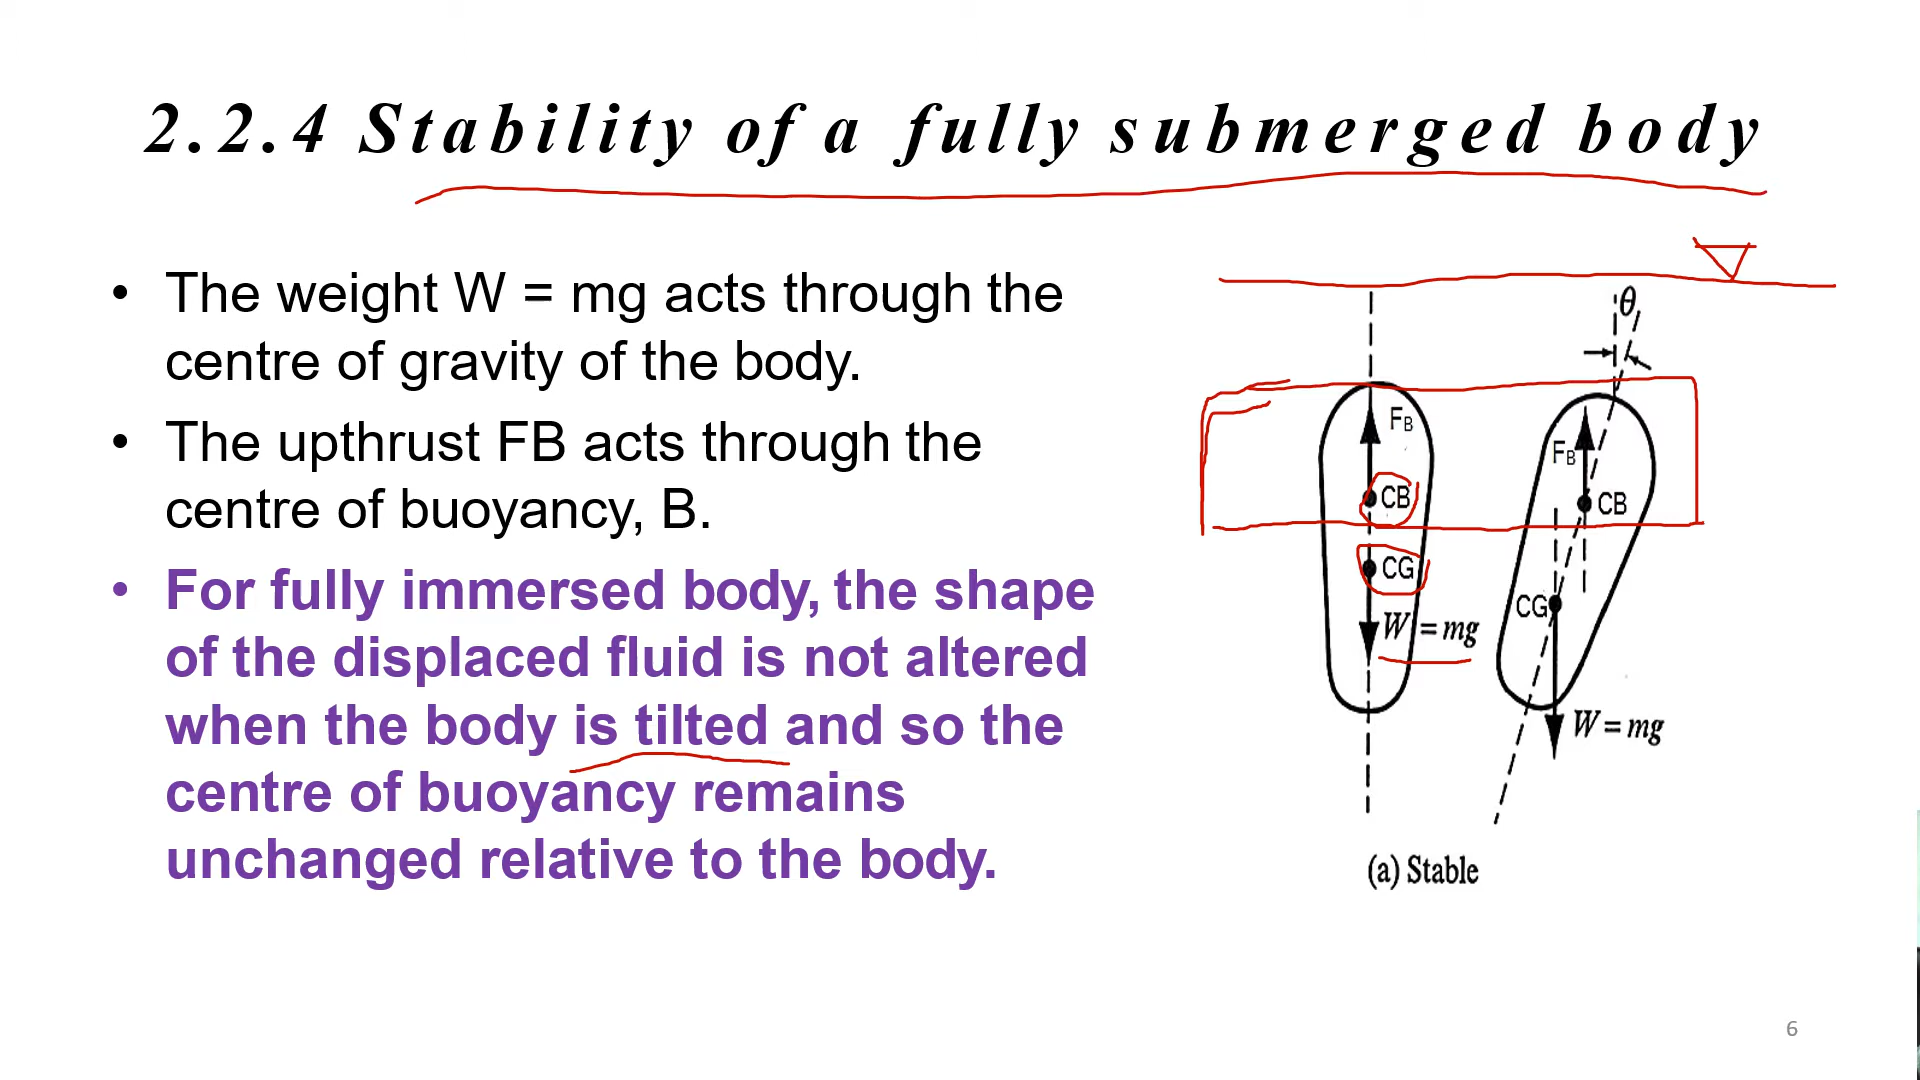 2.2.4 Stability of a fully submerged body
• The weight W = mg acts through the
centre of gravity of the body.
• The upthrust FB acts through the
centre of buoyancy, B.
• For fully immersed body, the shape
of the displaced fluid is not altered
when the body is tilted and so the
centre of buoyancy remains
unchanged relative to the body.
θ
FB
CB
CG
W = mg
FB
CB
CG
W = mg
(a) Stable
6